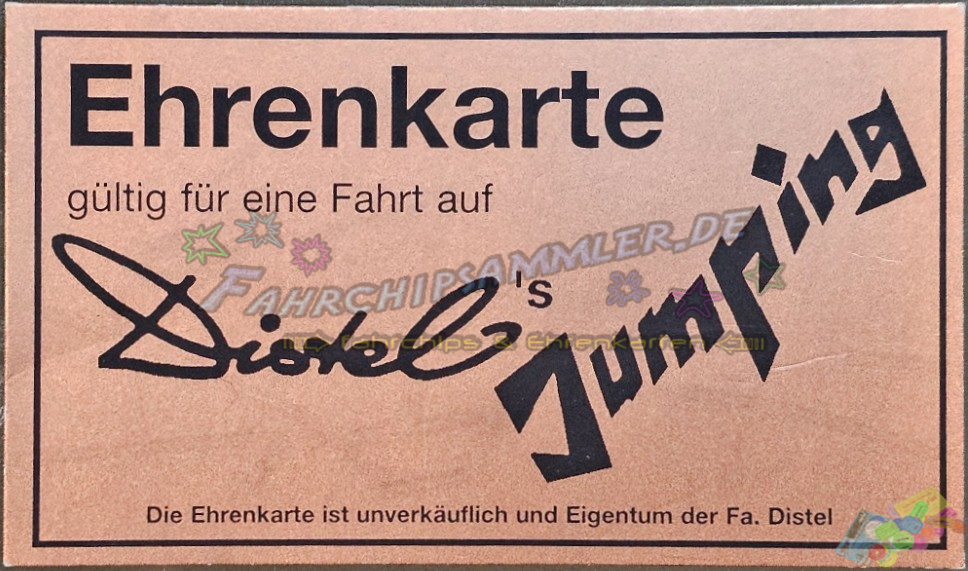 Ehrenkarte
gültig für eine Fahrt auf
Distel's Jumping
FAHRCHIPSAMMLER.DE
fahrchips & Ehrenkarten
Die Ehrenkarte ist unverkäuflich und Eigentum der Fa. Distel